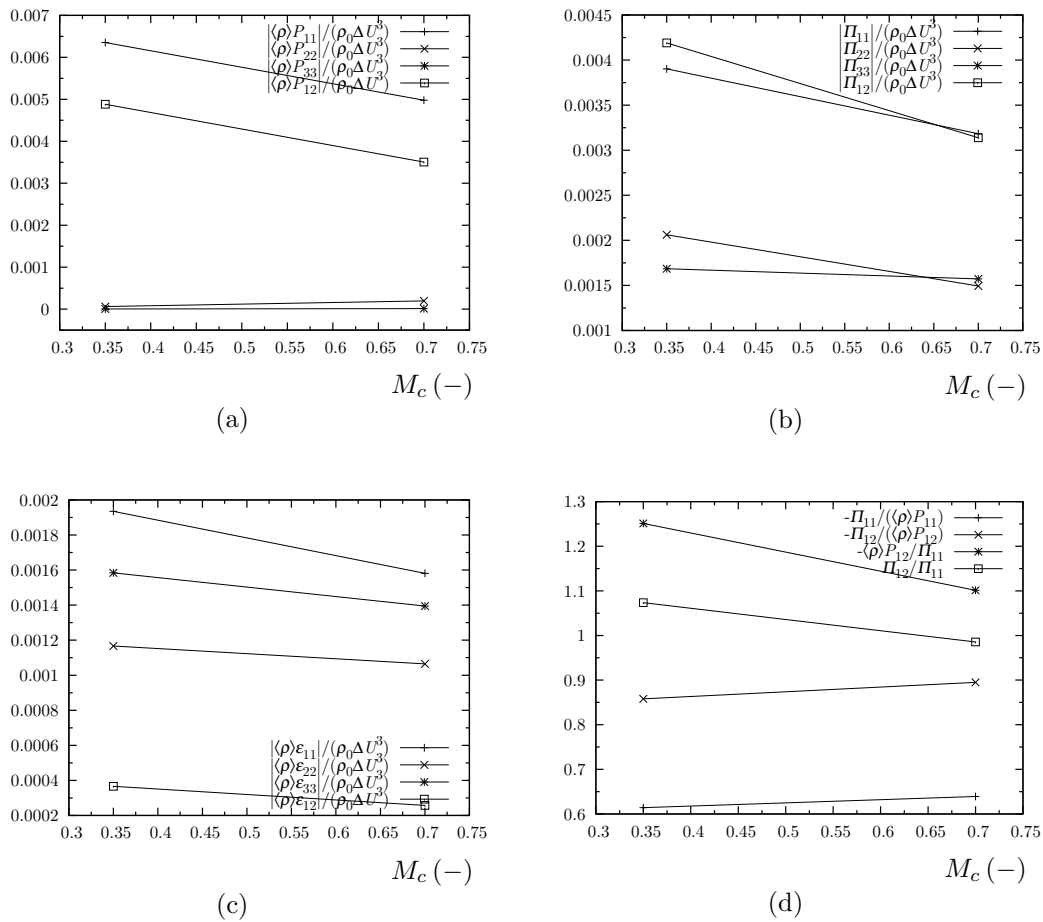 0.007
0.006
0.005
0.004
0.003
0.002
0.001
0
0.3 0.35 0.4 0.45 0.5 0.55 0.6 0.65 0.7 0.75
|⟨ρ⟩P₁₁|/(ρ₀ΔU³)
|⟨ρ⟩P₂₂|/(ρ₀ΔU³)
|⟨ρ⟩P₃₃|/(ρ₀ΔU³)
|⟨ρ⟩P₁₂|/(ρ₀ΔU³)
M_c (−)
(a)
0.0045
0.004
0.0035
0.003
0.0025
0.002
0.0015
0.001
0.3 0.35 0.4 0.45 0.5 0.55 0.6 0.65 0.7 0.75
|Π₁₁|/(ρ₀ΔU³)
|Π₂₂|/(ρ₀ΔU³)
|Π₃₃|/(ρ₀ΔU³)
|Π₁₂|/(ρ₀ΔU³)
M_c (−)
(b)
0.002
0.0018
0.0016
0.0014
0.0012
0.001
0.0008
0.0006
0.0004
0.0002
0.3 0.35 0.4 0.45 0.5 0.55 0.6 0.65 0.7 0.75
|⟨ρ⟩ε₁₁|/(ρ₀ΔU³)
|⟨ρ⟩ε₂₂|/(ρ₀ΔU³)
|⟨ρ⟩ε₃₃|/(ρ₀ΔU³)
|⟨ρ⟩ε₁₂|/(ρ₀ΔU³)
M_c (−)
(c)
1.3
1.2
1.1
1
0.9
0.8
0.7
0.6
0.3 0.35 0.4 0.45 0.5 0.55 0.6 0.65 0.7 0.75
-Π₁₁/(⟨ρ⟩P₁₁)
-Π₁₂/(⟨ρ⟩P₁₂)
-⟨ρ⟩P₁₂/Π₁₁
Π₁₂/Π₁₁
M_c (−)
(d)